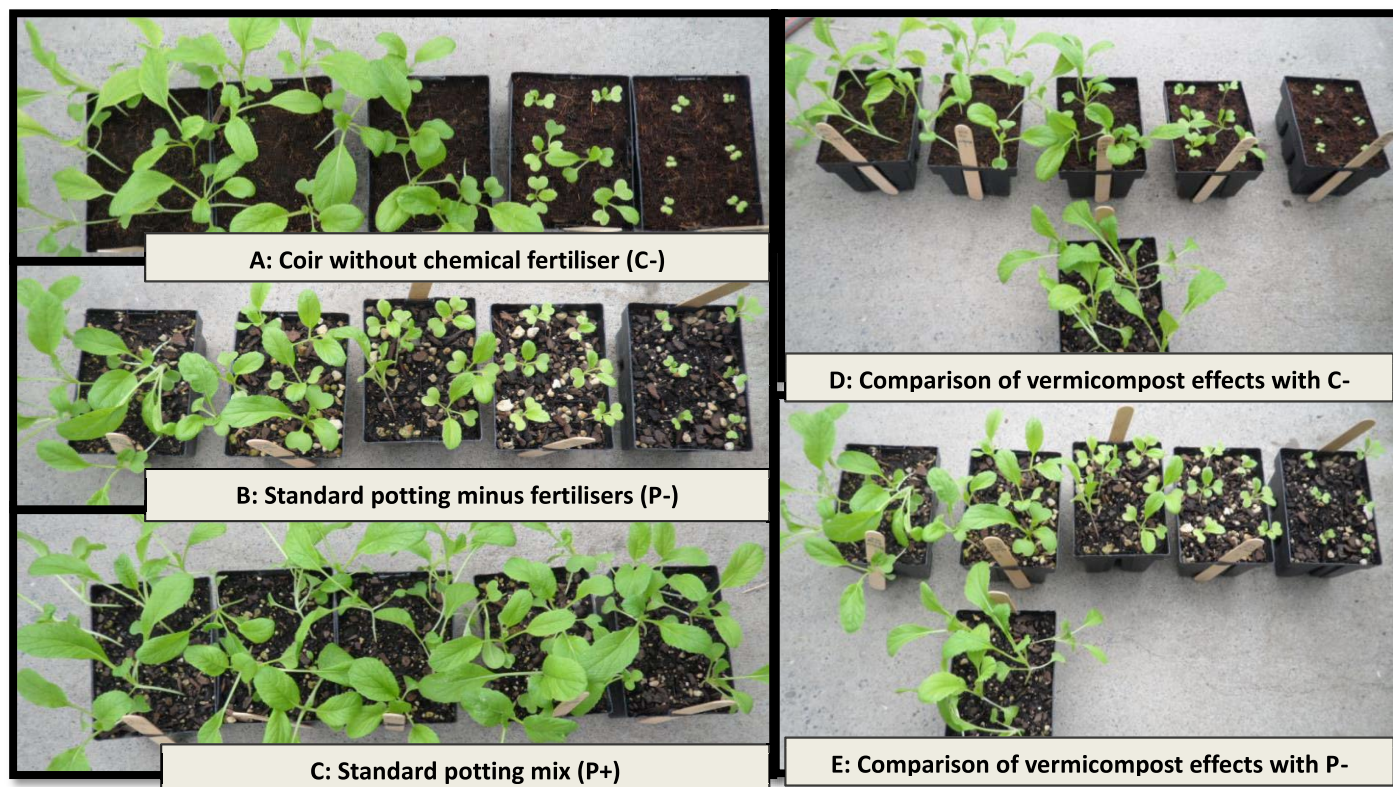 A: Coir without chemical fertiliser (C-)
B: Standard potting minus fertilisers (P-)
C: Standard potting mix (P+)
D: Comparison of vermicompost effects with C-
E: Comparison of vermicompost effects with P-